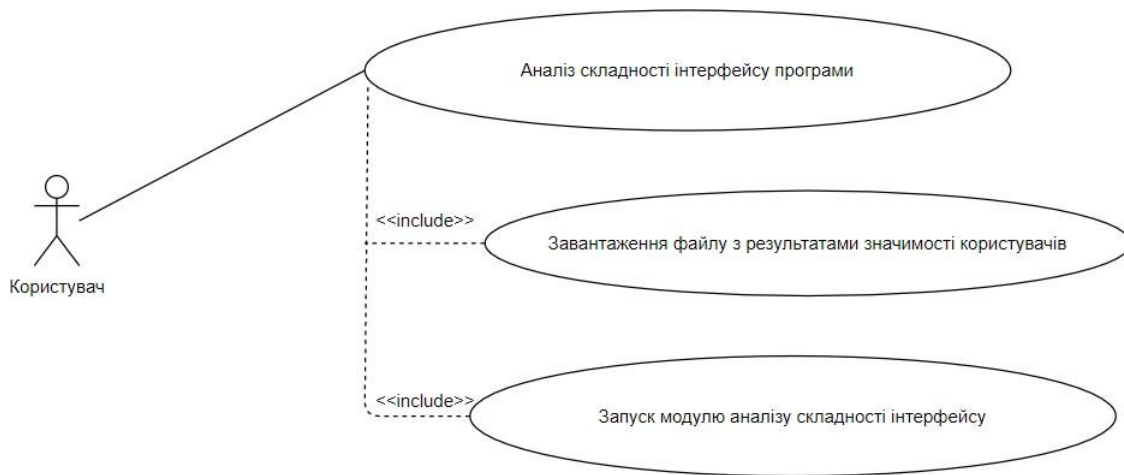 Аналіз складності інтерфейсу програми
<<include>>
Завантаження файлу з результатами значимості користувачів
Користувач
<<include>>
Запуск модулю аналізу складності інтерфейсу